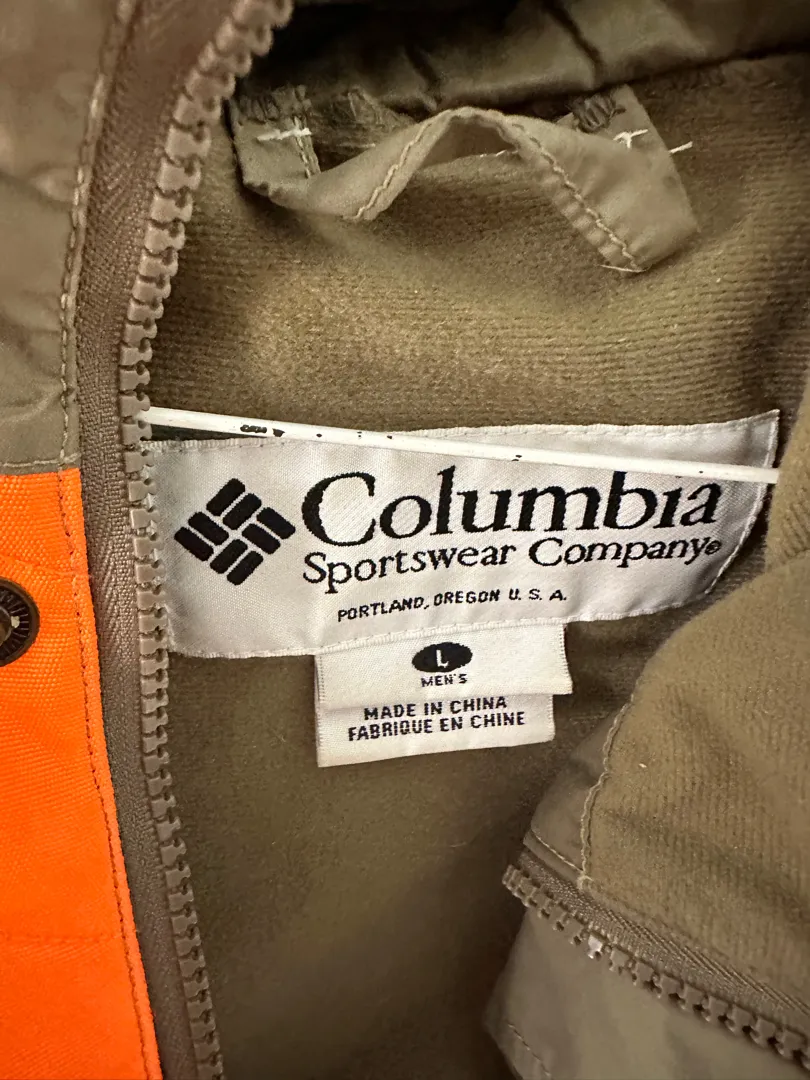 Columbia
Sportswear Company®
PORTLAND, OREGON U. S. A.
L
MEN'S
MADE IN CHINA
FABRIQUE EN CHINE